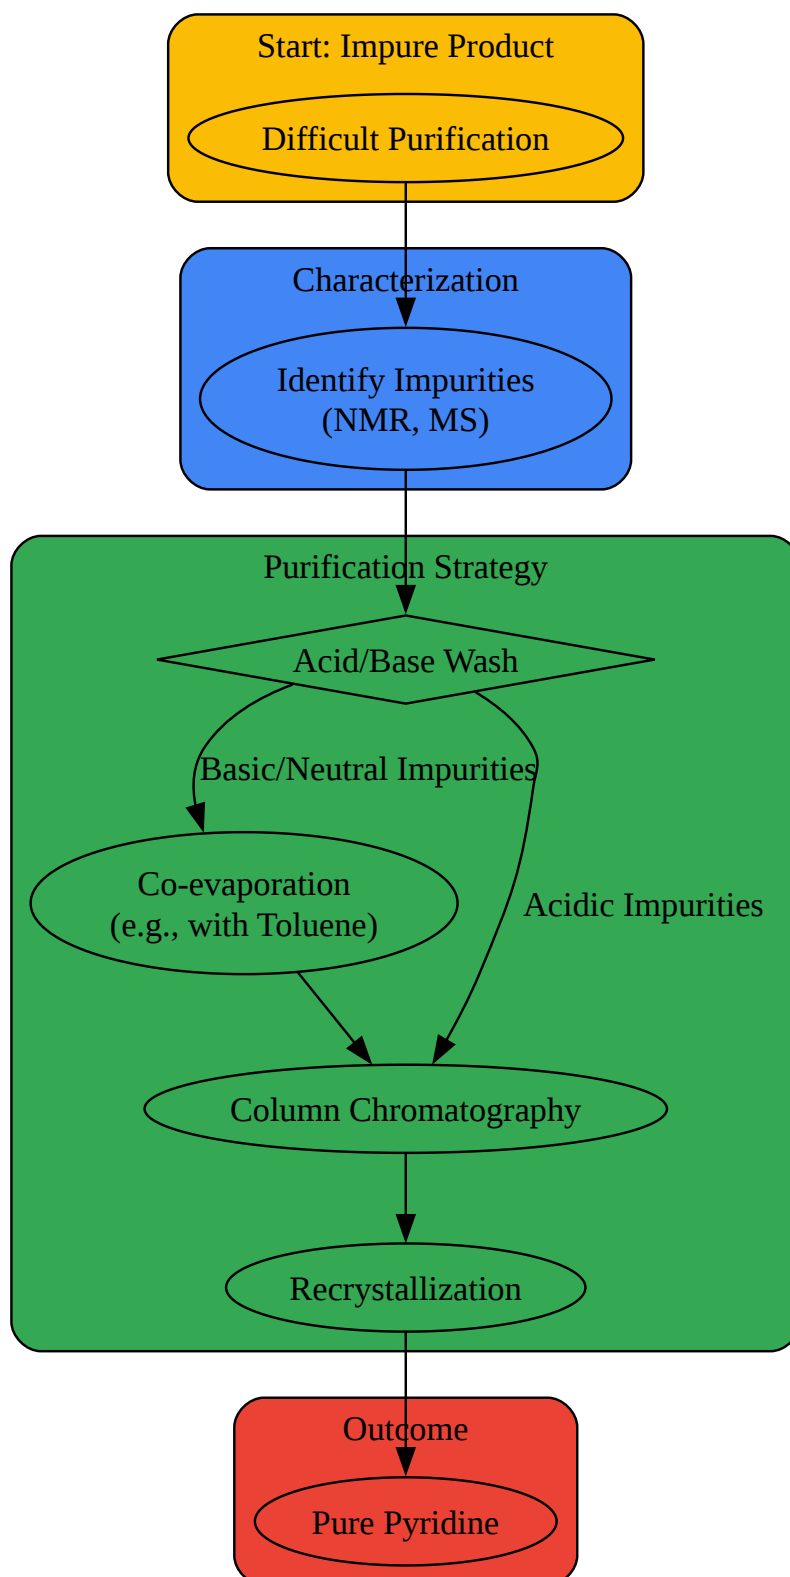 Start: Impure Product
Difficult Purification
Characterization
Identify Impurities
(NMR, MS)
Purification Strategy
Acid/Base Wash
Basic/Neutral Impurities
Co-evaporation
(e.g., with Toluene)
Acidic Impurities
Column Chromatography
Recrystallization
Outcome
Pure Pyridine